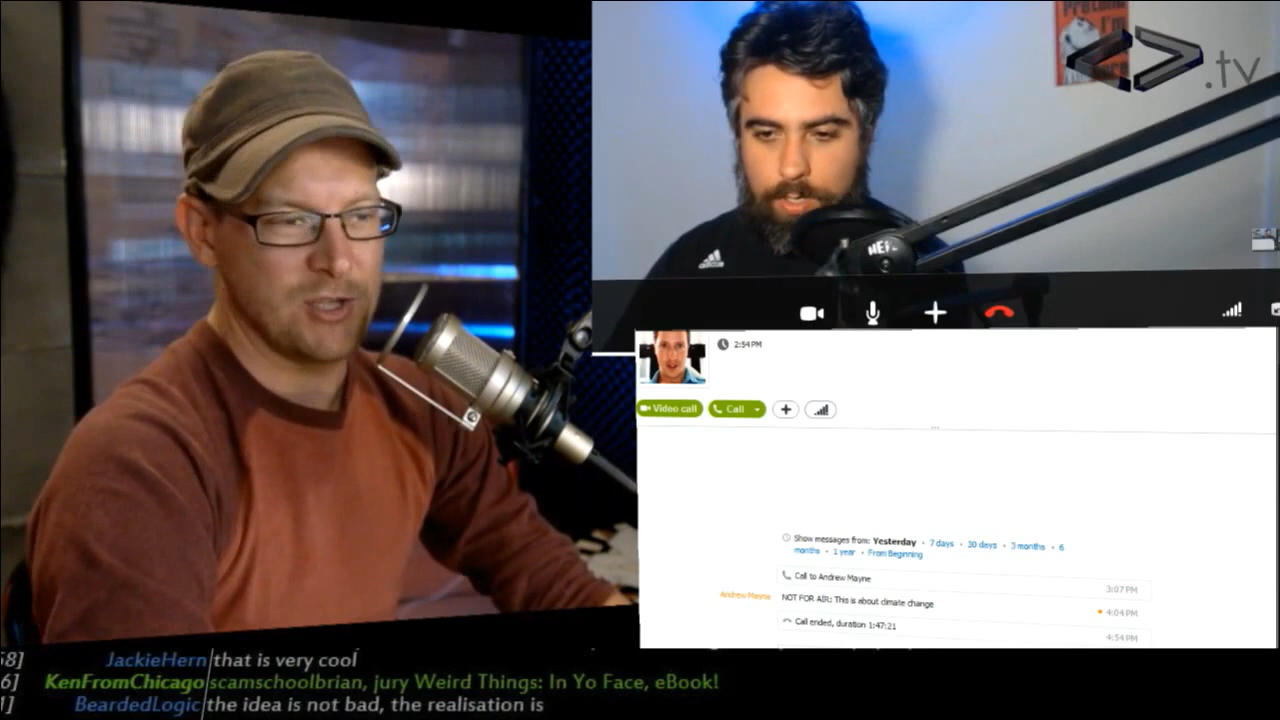 <>.tv
2:54 PM
Video call
Call
Show messages from: Yesterday • 7 days • 30 days • 3 months • 6
months • 1 year • From Beginning
Call to Andrew Mayne
3:07 PM
Andrew Mayne
NOT FOR AIR: This is about climate change
4:04 PM
Call ended, duration 1:47:21
4:54 PM
JackieHern that is very cool
KenFromChicago scamschoolbrian, jury Weird Things: In Yo Face, eBook!
BeardedLogic the idea is not bad, the realisation is